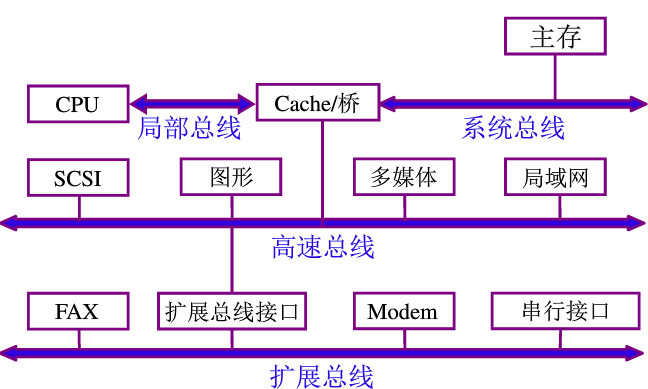 主存
CPU
Cache/桥
局部总线
系统总线
SCSI
图形
多媒体
局域网
高速总线
FAX
扩展总线接口
Modem
串行接口
扩展总线